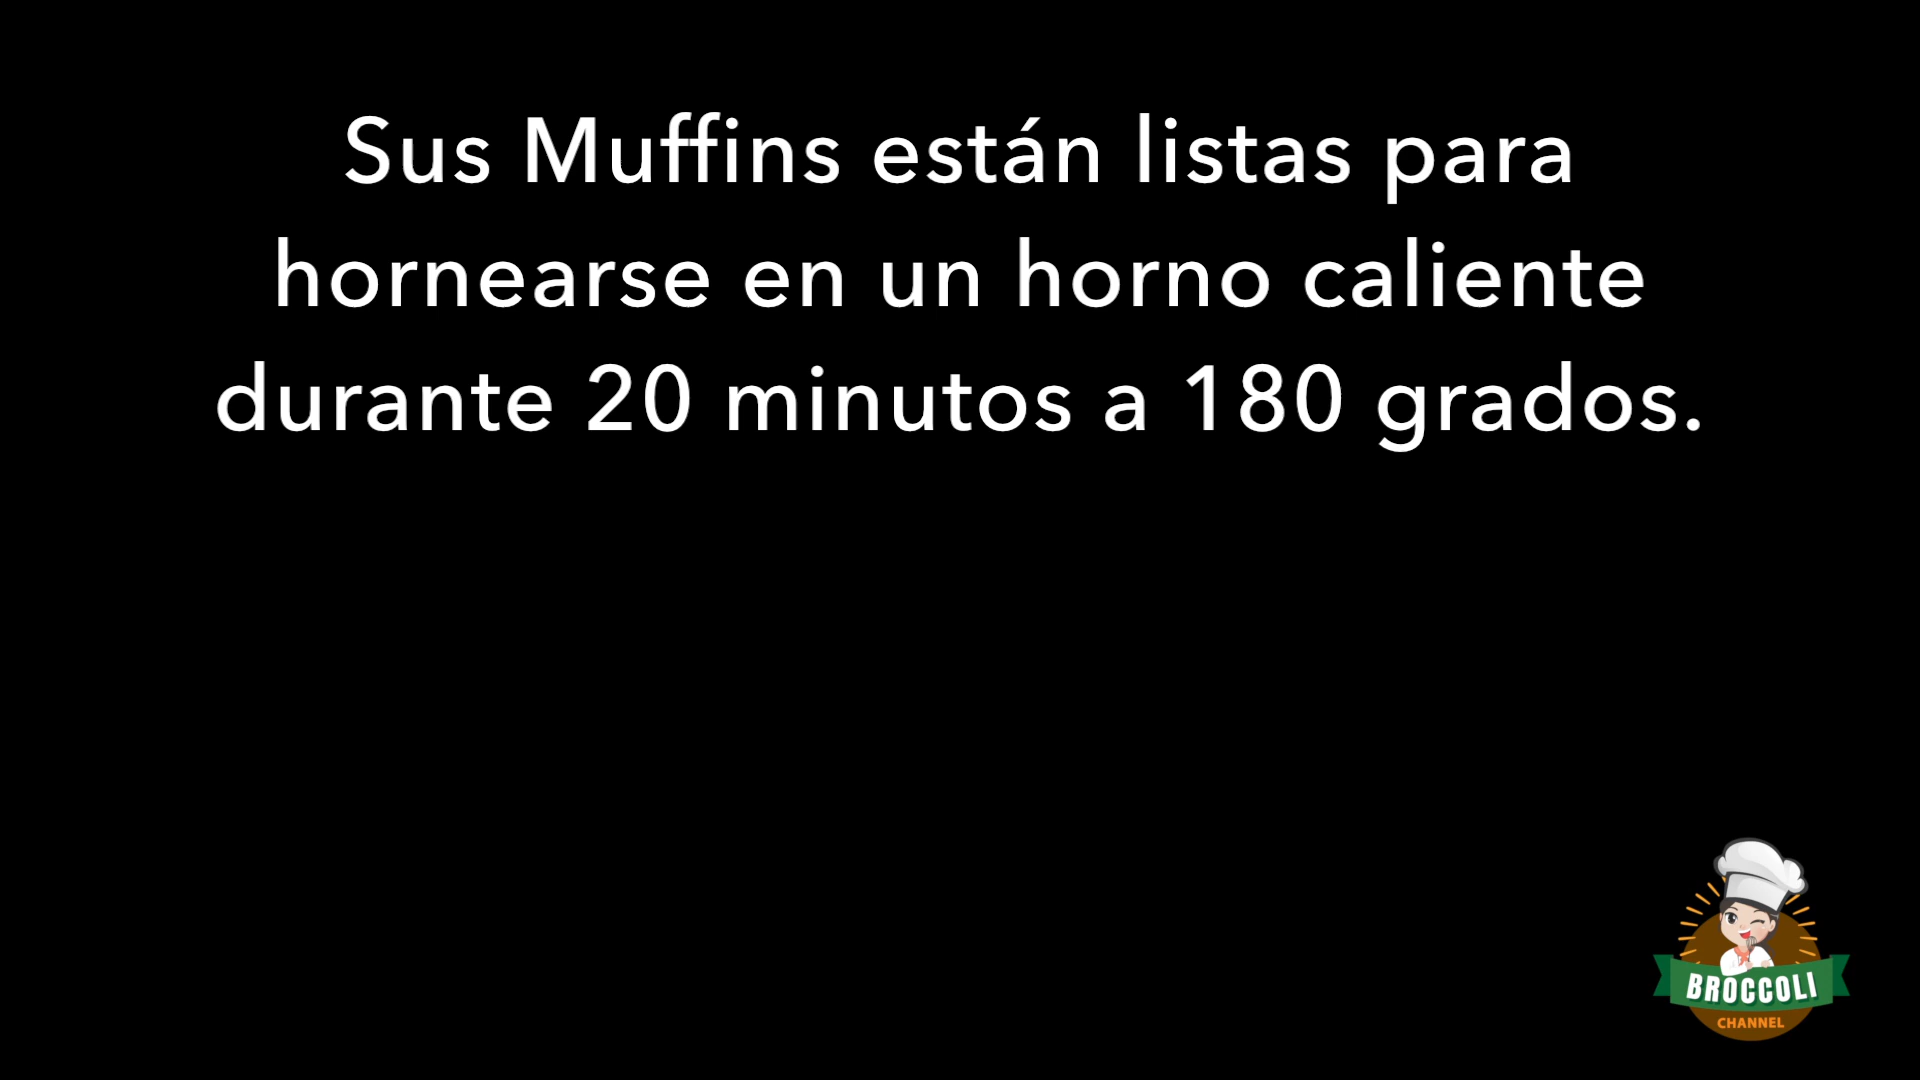 Sus Muffins están listas para
hornearse en un horno caliente
durante 20 minutos a 180 grados.
BROCCOLI
CHANNEL